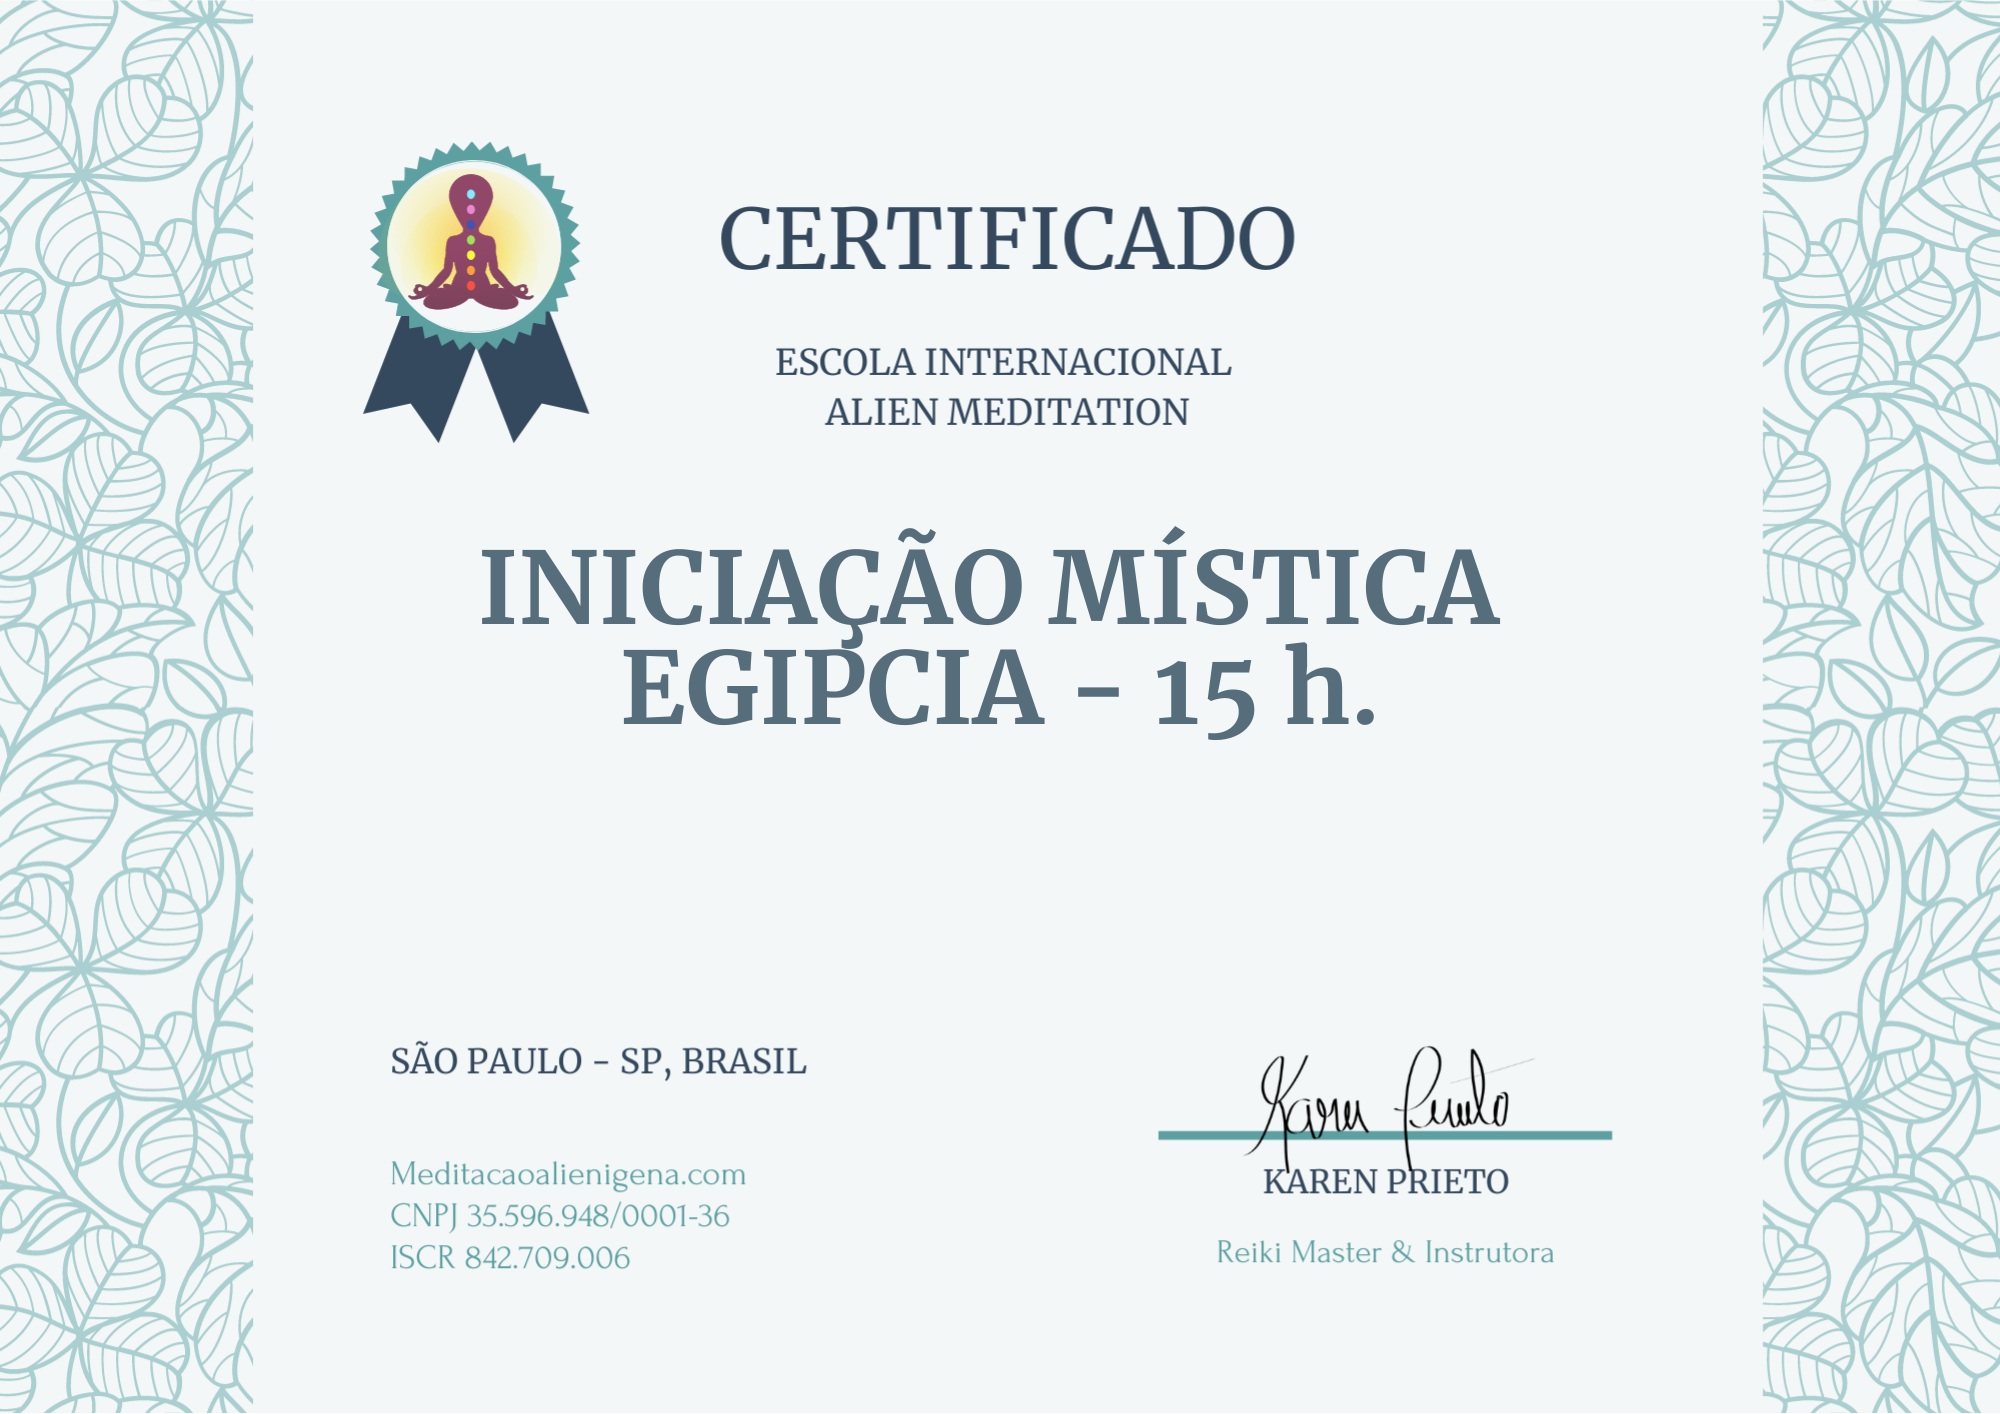 CERTIFICADO
ESCOLA INTERNACIONAL
ALIEN MEDITATION
INICIAÇÃO MÍSTICA
EGIPCIA - 15 h.
SÃO PAULO - SP, BRASIL
Meditacaoalienigena.com
CNPJ 35.596.948/0001-36
ISCR 842.709.006
Karen Prieto
KAREN PRIETO
Reiki Master & Instrutora